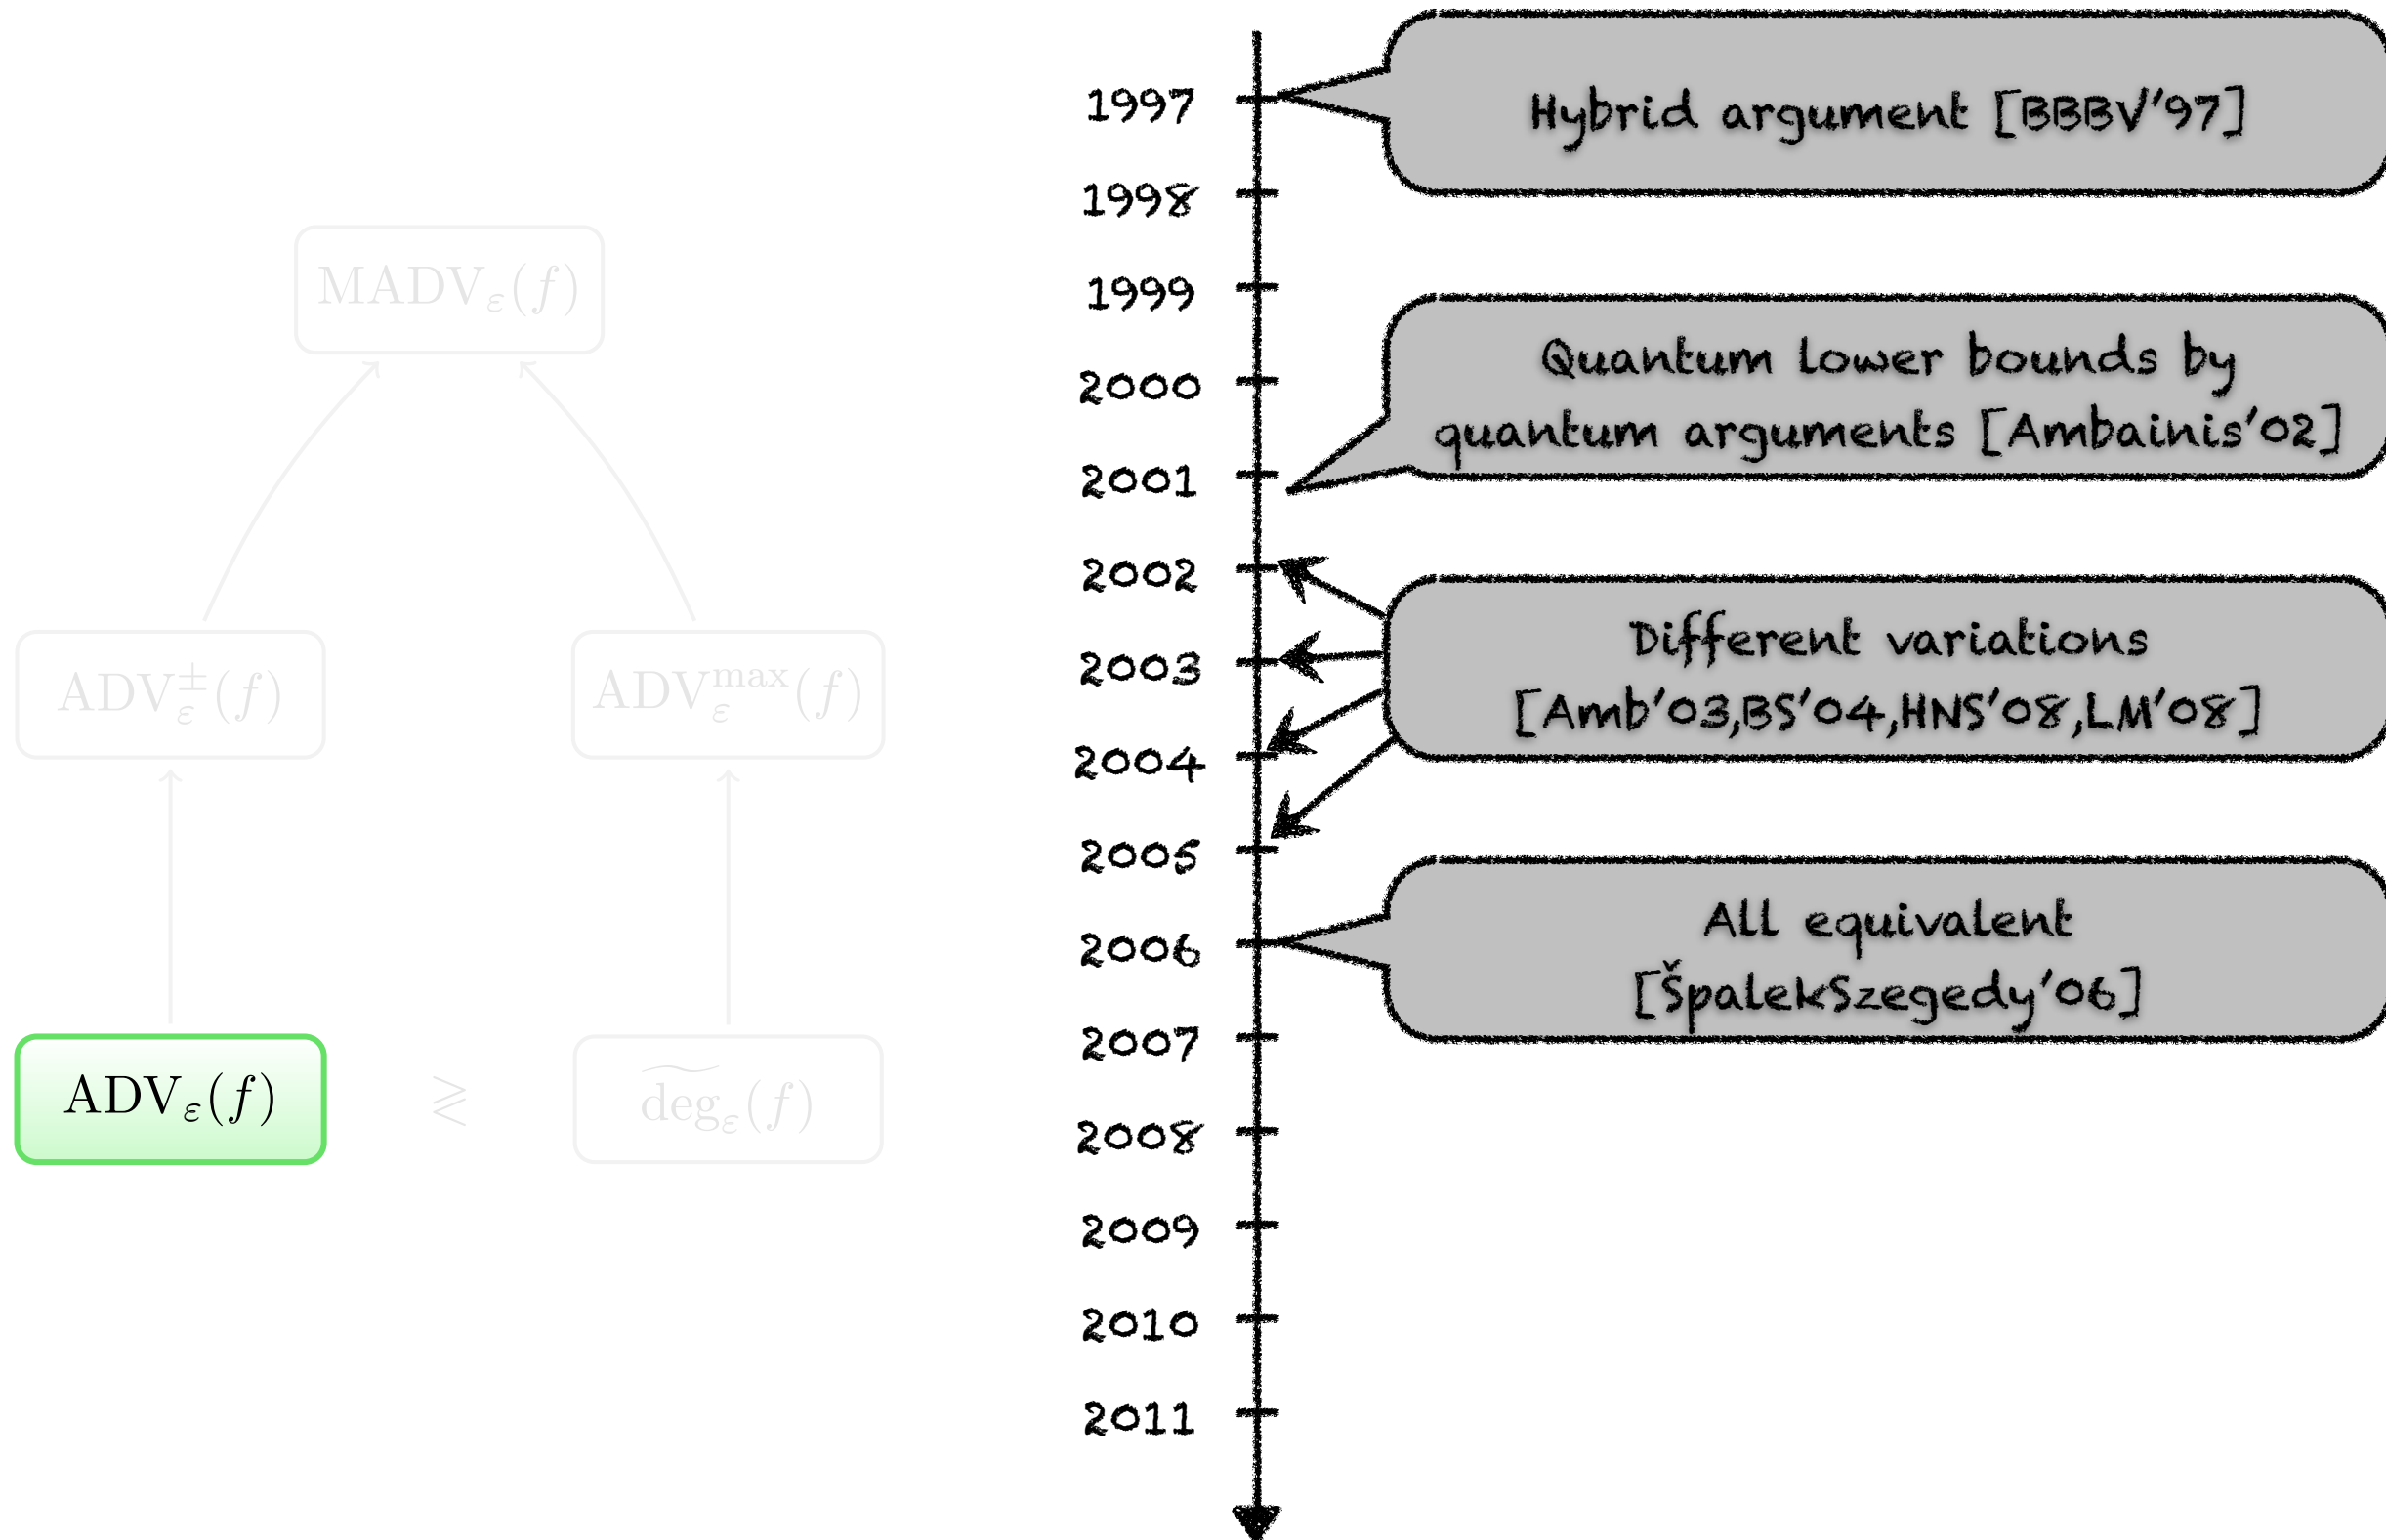 MADV_ε(f)
ADV^±_ε(f)
ADV^max_ε(f)
ADV_ε(f)
≷
\widetilde{deg}_ε(f)
1997
1998
1999
2000
2001
2002
2003
2004
2005
2006
2007
2008
2009
2010
2011
Hybrid argument [BBBV'97]
Quantum lower bounds by
quantum arguments [Ambainis'02]
Different variations
[Amb'03,BS'04,HNS'08,LM'08]
All equivalent
[ŠpalekSzegedy'06]